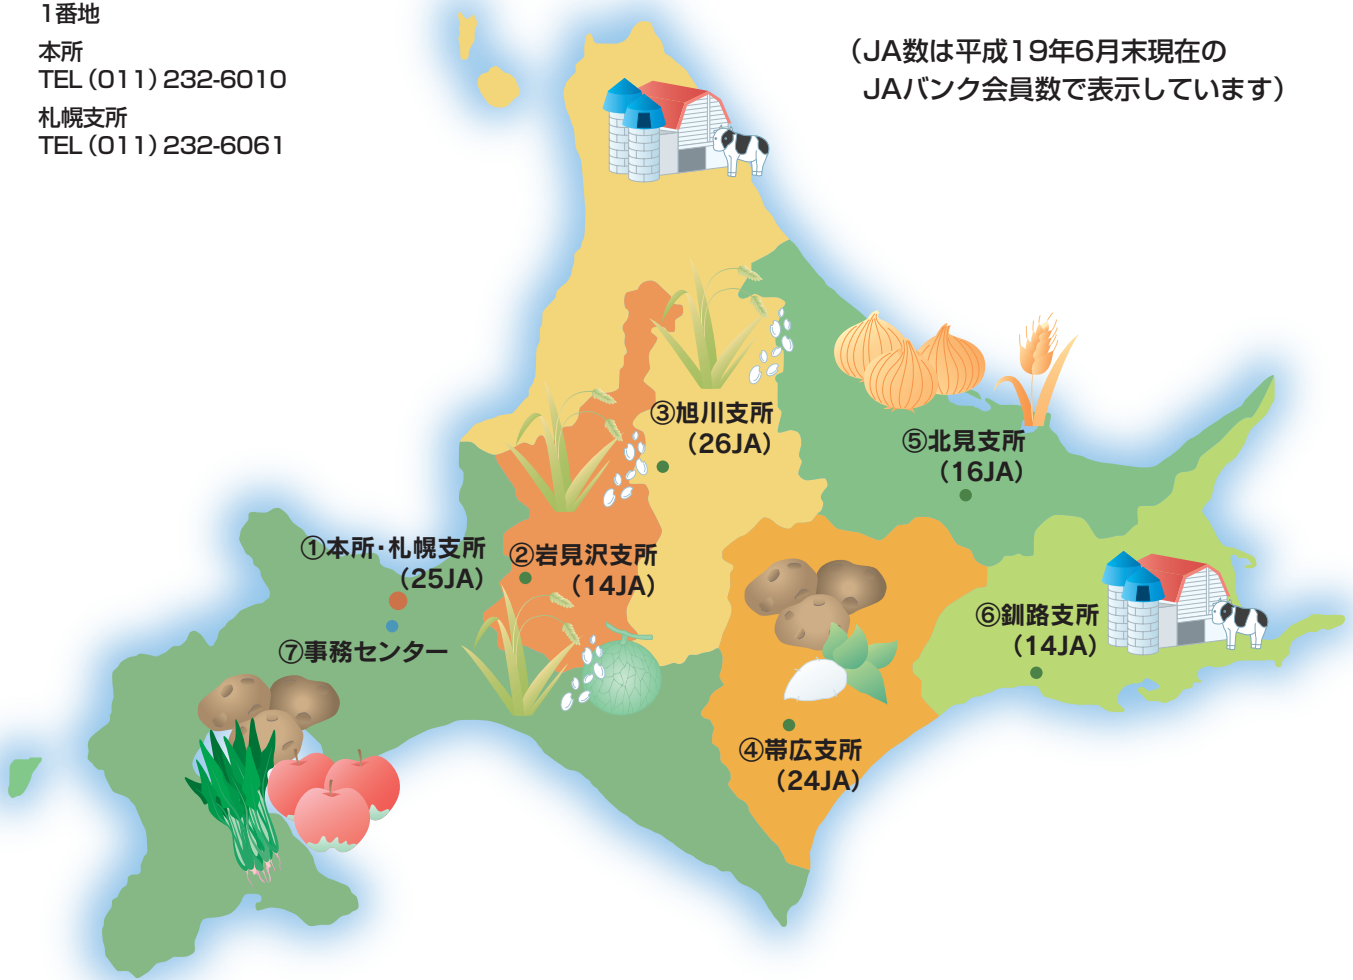 1番地
本所
TEL (011) 232-6010
札幌支所
TEL (011) 232-6061
（JA数は平成19年6月末現在の
JAバンク会員数で表示しています）
③旭川支所
（26JA）
⑤北見支所
（16JA）
①本所・札幌支所
（25JA）
②岩見沢支所
（14JA）
⑥釧路支所
（14JA）
⑦事務センター
④帯広支所
（24JA）